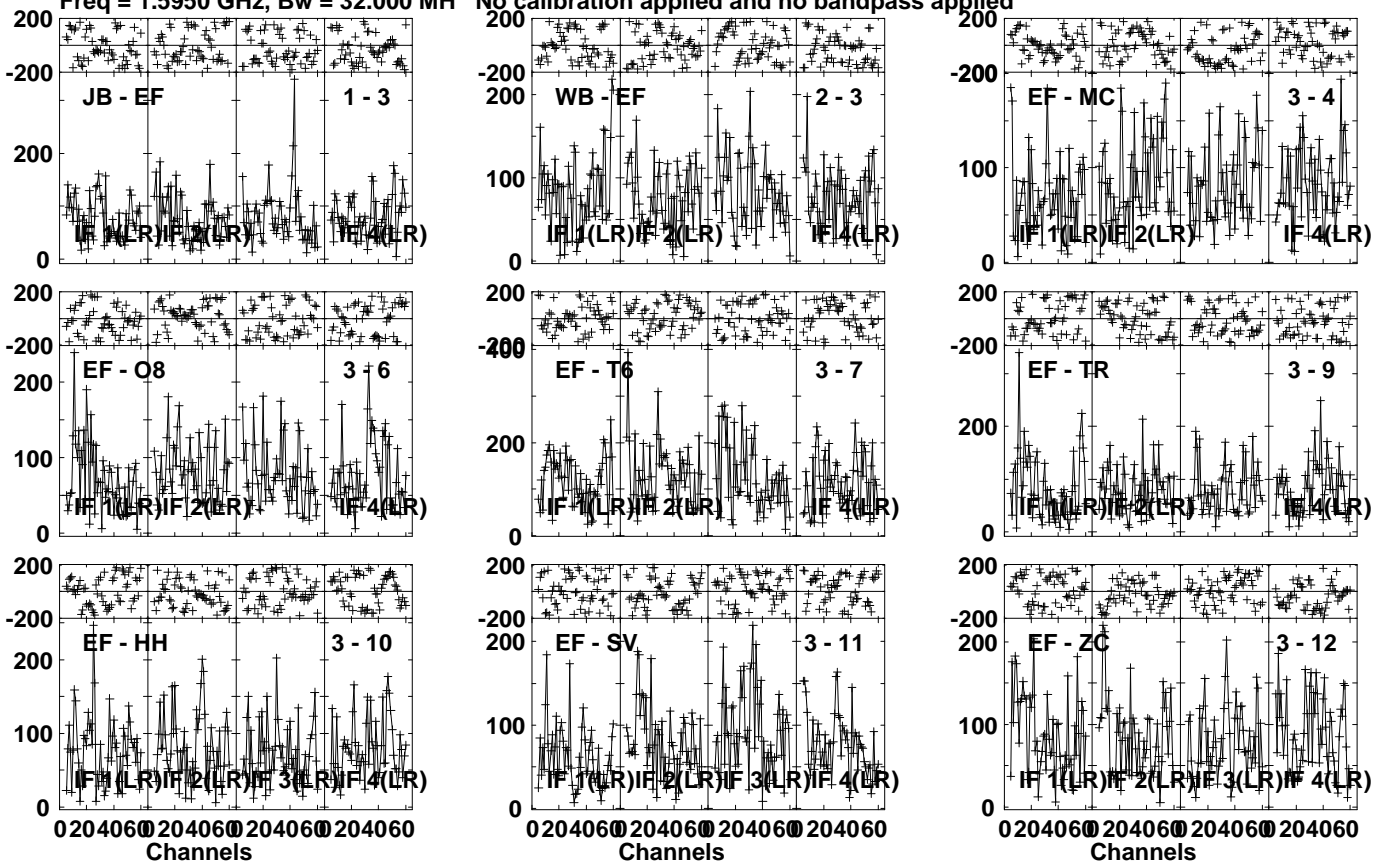 Freq = 1.5950 GHz, Bw = 32.000 MH No calibration applied and no bandpass applied
200 200 200
-200 -200 -200
JB - EF 1 - 3 WB - EF 2 - 3 EF - MC 3 - 4
200 200
100 100
IF 1(LR) IF 2(LR) IF 4(LR) IF 1(LR) IF 2(LR) IF 4(LR) IF 1(LR) IF 2(LR) IF 4(LR)
0 0 0
200 200 200
-200 -200 400 -200
EF - O8 3 - 6 EF - T6 3 - 7 EF - TR 3 - 9
200 200 200
100
IF 1(LR) IF 2(LR) IF 4(LR) IF 1(LR) IF 2(LR) IF 4(LR) IF 1(LR) IF 2(LR) IF 4(LR)
0 0 0
200 200 200
-200 -200 -200
EF - HH 3 - 10 EF - SV 3 - 11 EF - ZC 3 - 12
200 200 200
100 100 100
IF 1(LR) IF 2(LR) IF 3(LR) IF 4(LR) IF 1(LR) IF 2(LR) IF 3(LR) IF 4(LR) IF 1(LR) IF 2(LR) IF 3(LR) IF 4(LR)
0 0 0
0 20 40 60 0 20 40 60 0 20 40 60 0 20 40 60 0 20 40 60 0 20 40 60 0 20 40 60 0 20 40 60 0 20 40 60 0 20 40 60 0 20 40 60 0 20 40 60
Channels Channels Channels